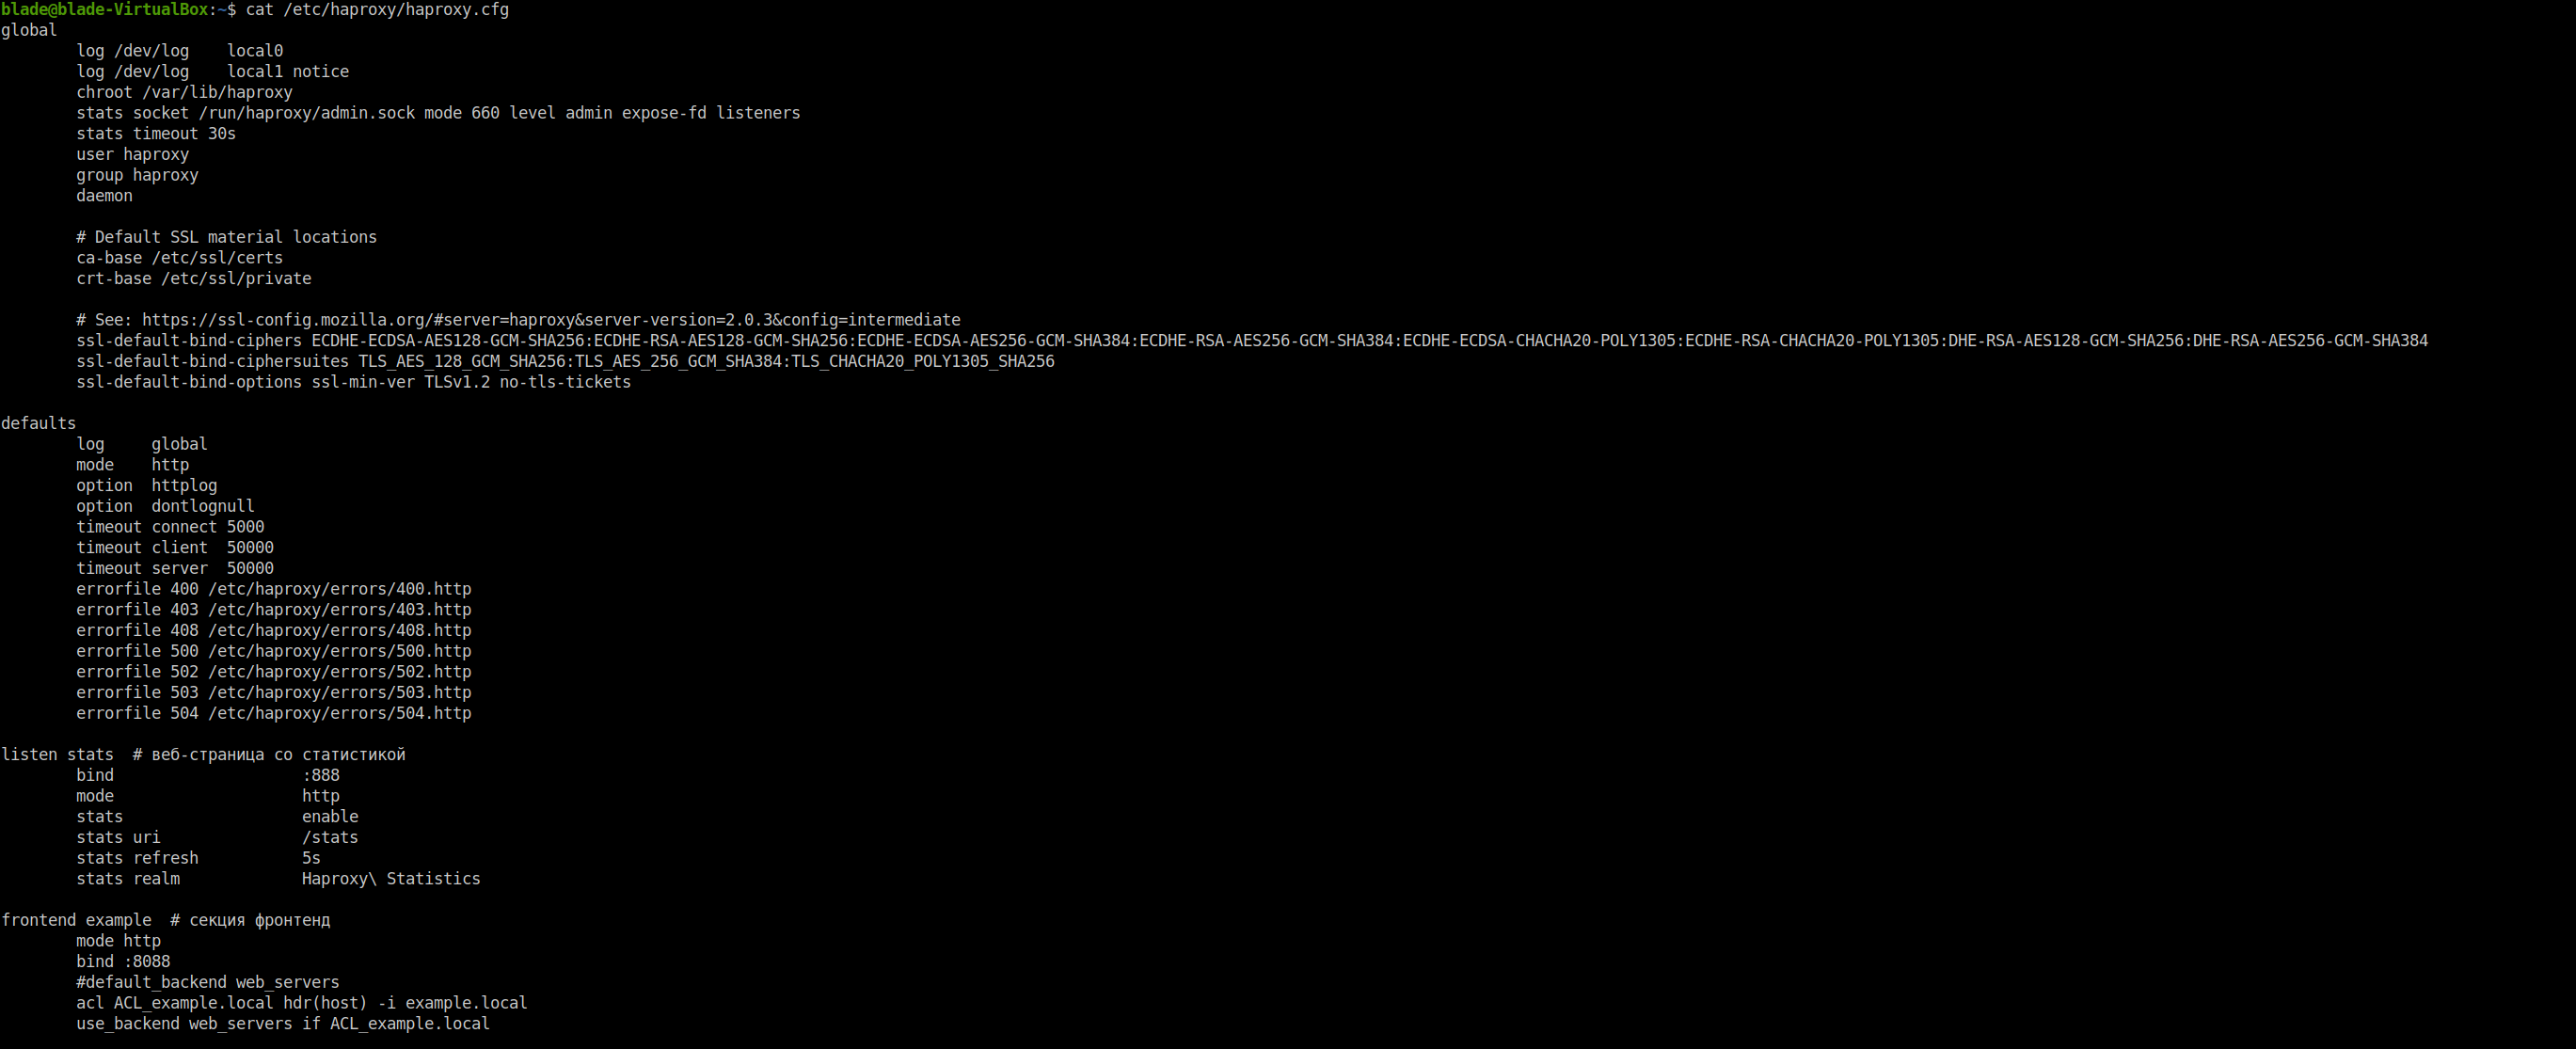 blade@blade-VirtualBox:~$ cat /etc/haproxy/haproxy.cfg
global
        log /dev/log    local0
        log /dev/log    local1 notice
        chroot /var/lib/haproxy
        stats socket /run/haproxy/admin.sock mode 660 level admin expose-fd listeners
        stats timeout 30s
        user haproxy
        group haproxy
        daemon

        # Default SSL material locations
        ca-base /etc/ssl/certs
        crt-base /etc/ssl/private

        # See: https://ssl-config.mozilla.org/#server=haproxy&server-version=2.0.3&config=intermediate
        ssl-default-bind-ciphers ECDHE-ECDSA-AES128-GCM-SHA256:ECDHE-RSA-AES128-GCM-SHA256:ECDHE-ECDSA-AES256-GCM-SHA384:ECDHE-RSA-AES256-GCM-SHA384:ECDHE-ECDSA-CHACHA20-POLY1305:ECDHE-RSA-CHACHA20-POLY1305:DHE-RSA-AES128-GCM-SHA256:DHE-RSA-AES256-GCM-SHA384
        ssl-default-bind-ciphersuites TLS_AES_128_GCM_SHA256:TLS_AES_256_GCM_SHA384:TLS_CHACHA20_POLY1305_SHA256
        ssl-default-bind-options ssl-min-ver TLSv1.2 no-tls-tickets

defaults
        log     global
        mode    http
        option  httplog
        option  dontlognull
        timeout connect 5000
        timeout client  50000
        timeout server  50000
        errorfile 400 /etc/haproxy/errors/400.http
        errorfile 403 /etc/haproxy/errors/403.http
        errorfile 408 /etc/haproxy/errors/408.http
        errorfile 500 /etc/haproxy/errors/500.http
        errorfile 502 /etc/haproxy/errors/502.http
        errorfile 503 /etc/haproxy/errors/503.http
        errorfile 504 /etc/haproxy/errors/504.http

listen stats  # веб-страница со статистикой
        bind                    :888
        mode                    http
        stats                   enable
        stats uri               /stats
        stats refresh           5s
        stats realm             Haproxy\ Statistics

frontend example  # секция фронтенд
        mode http
        bind :8088
        #default_backend web_servers
        acl ACL_example.local hdr(host) -i example.local
        use_backend web_servers if ACL_example.local